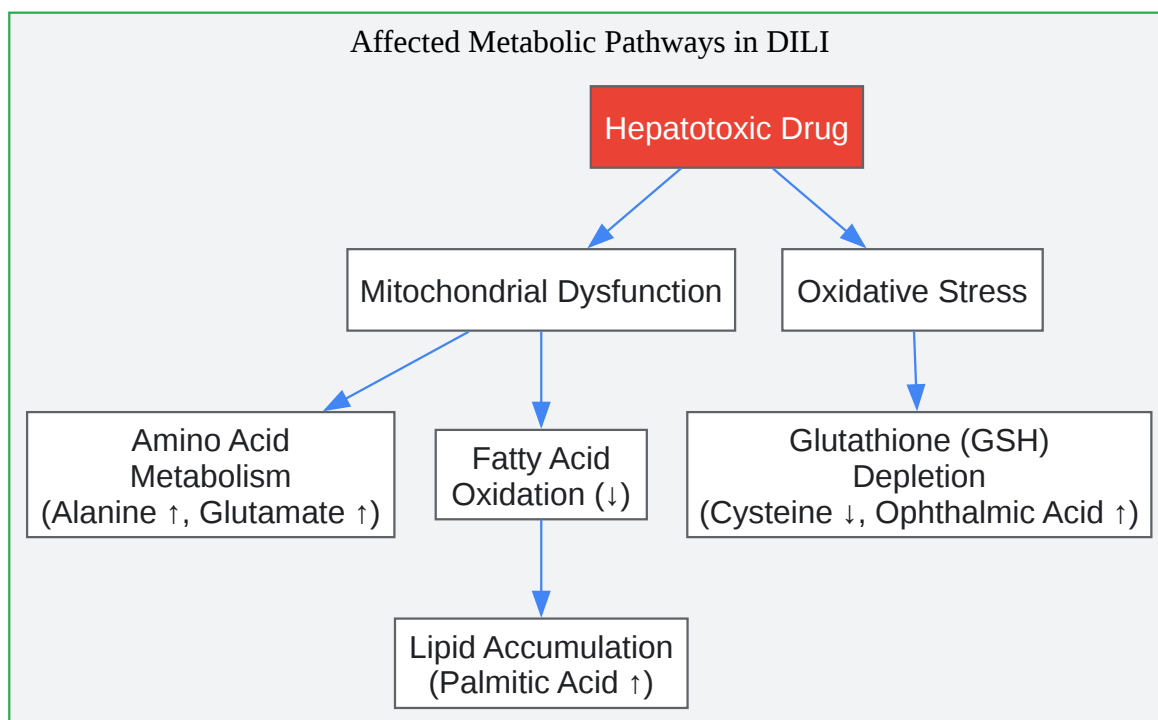 Affected Metabolic Pathways in DILI
Hepatotoxic Drug
Mitochondrial Dysfunction
Oxidative Stress
Amino Acid
Metabolism
(Alanine ↑, Glutamate ↑)
Fatty Acid
Oxidation (↓)
Glutathione (GSH)
Depletion
(Cysteine ↓, Ophthalmic Acid ↑)
Lipid Accumulation
(Palmitic Acid ↑)